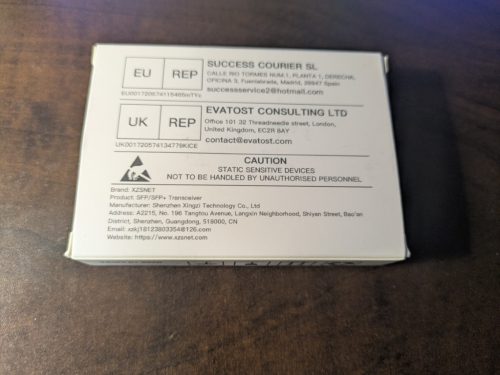 EU REP
SUCCESS COURIER SL
CALLE RIO TORMES NUM.1, PLANTA 1, DERECHA,
OFICINA 3, Fuenlabrada, Madrid, 28947 Spain
successservice2@hotmail.com
UK REP
EVATOST CONSULTING LTD
Office 101 32 Threadneedle street, London,
United Kingdom, EC2R 8AY
contact@evatost.com
CAUTION
STATIC SENSITIVE DEVICES
NOT TO BE HANDLED BY UNAUTHORISED PERSONNEL
Brand: XZSNET
Product: SFP/SFP+ Transceiver
Manufacturer: Shenzhen Xingzi Technology Co., Ltd
Address: A2215, No. 196 Tangtou Avenue, Langxin Neighborhood, Shiyan Street, Bao'an
District, Shenzhen, Guangdong, 518000, CN
Email: xzkj18123803354@126.com
Website: https://www.xzsnet.com